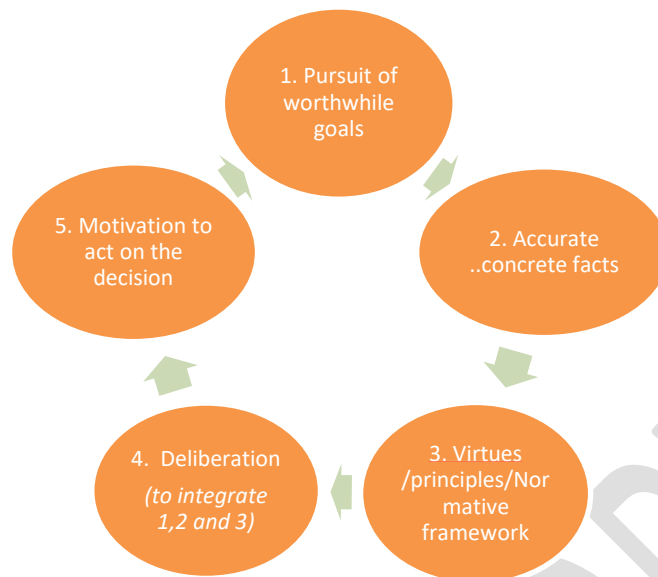 1. Pursuit of
worthwhile
goals
2. Accurate
..concrete facts
3. Virtues
/principles/Nor
mative
framework
4. Deliberation
(to integrate
1,2 and 3)
5. Motivation to
act on the
decision